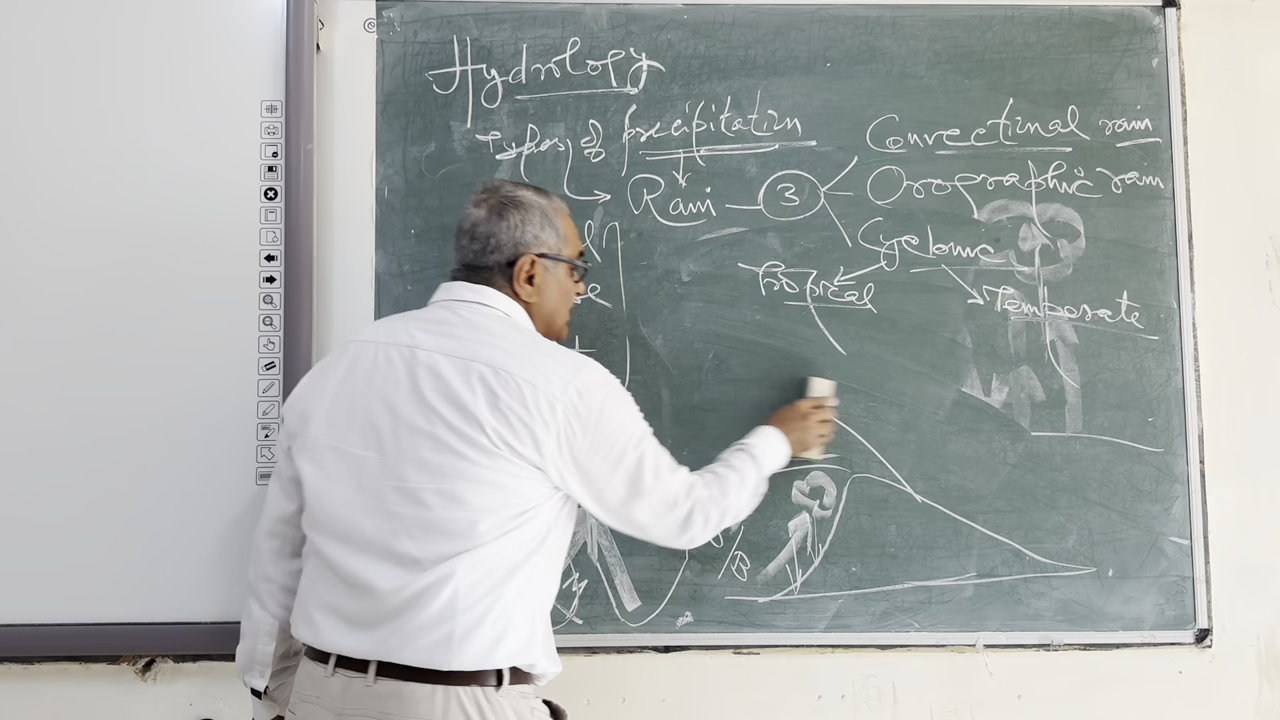 Hydrology
Types of precipitation
Rain 3
Convectional rain
Orographic rain
Cyclonic
Tropical
Temperate